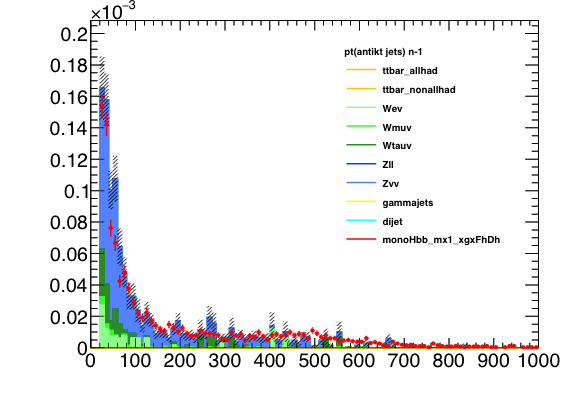 ×10⁻³
0.2
0.18
0.16
0.14
0.12
0.1
0.08
0.06
0.04
0.02
0
pt(antikt jets) n-1
ttbar_allhad
ttbar_nonallhad
Wev
Wmuv
Wtauv
Zll
Zvv
gammajets
dijet
monoHbb_mx1_xgxFhDh
0 100 200 300 400 500 600 700 800 900 1000